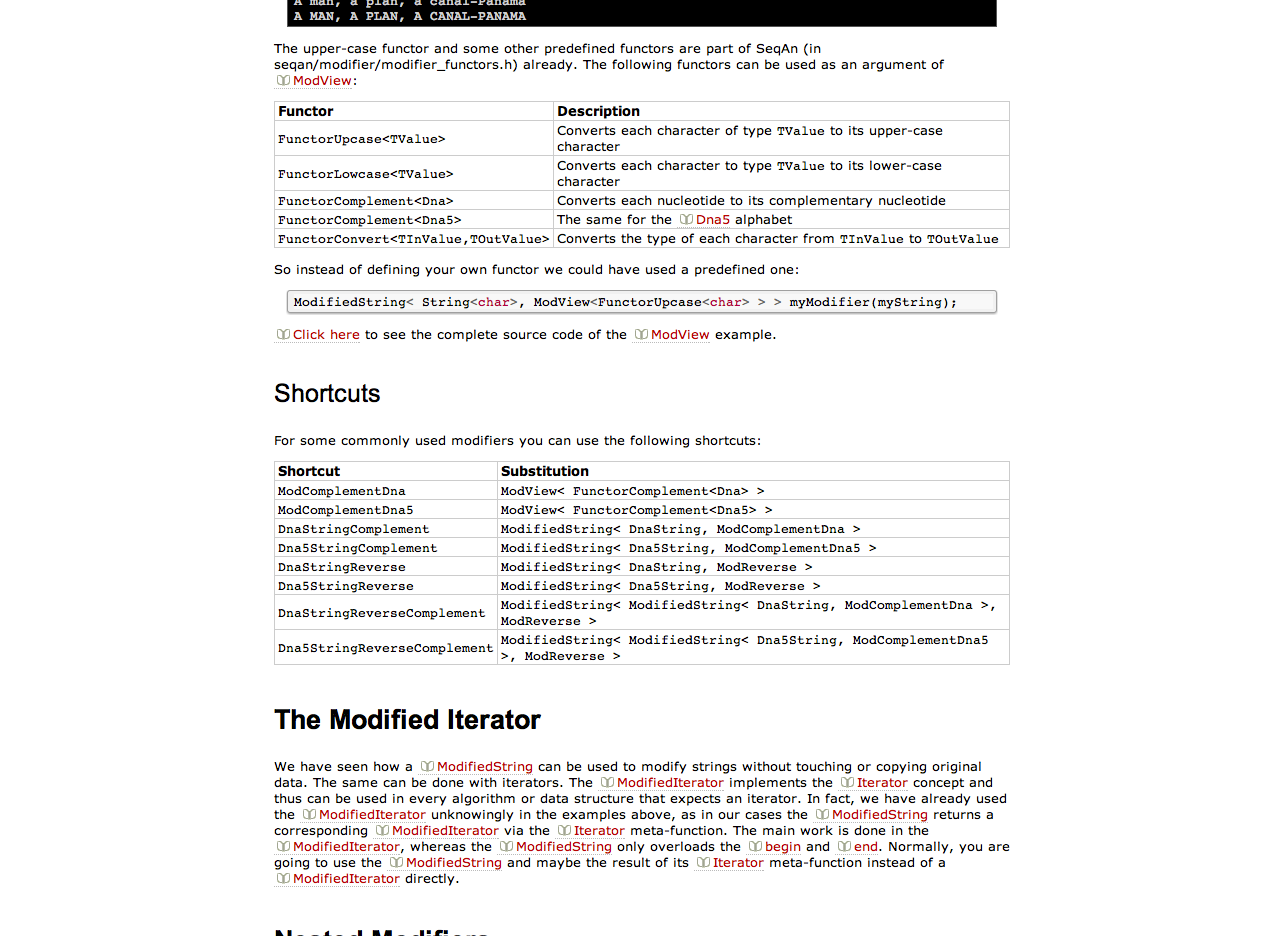 A man, a plan, a canal-Panama
A MAN, A PLAN, A CANAL-PANAMA
The upper-case functor and some other predefined functors are part of SeqAn (in
seqan/modifier/modifier_functors.h) already. The following functors can be used as an argument of
ModView:
Functor Description
FunctorUpcase<TValue> Converts each character of type TValue to its upper-case
character
FunctorLowcase<TValue> Converts each character to type TValue to its lower-case
character
FunctorComplement<Dna> Converts each nucleotide to its complementary nucleotide
FunctorComplement<Dna5> The same for the Dna5 alphabet
FunctorConvert<TInValue,TOutValue> Converts the type of each character from TInValue to TOutValue
So instead of defining your own functor we could have used a predefined one:
ModifiedString< String<char>, ModView<FunctorUpcase<char> > > myModifier(myString);
Click here to see the complete source code of the ModView example.
Shortcuts
For some commonly used modifiers you can use the following shortcuts:
Shortcut Substitution
ModComplementDna ModView< FunctorComplement<Dna> >
ModComplementDna5 ModView< FunctorComplement<Dna5> >
DnaStringComplement ModifiedString< DnaString, ModComplementDna >
Dna5StringComplement ModifiedString< Dna5String, ModComplementDna5 >
DnaStringReverse ModifiedString< DnaString, ModReverse >
Dna5StringReverse ModifiedString< Dna5String, ModReverse >
DnaStringReverseComplement ModifiedString< ModifiedString< DnaString, ModComplementDna >,
ModReverse >
Dna5StringReverseComplement ModifiedString< ModifiedString< Dna5String, ModComplementDna5
>, ModReverse >
The Modified Iterator
We have seen how a ModifiedString can be used to modify strings without touching or copying original
data. The same can be done with iterators. The ModifiedIterator implements the Iterator concept and
thus can be used in every algorithm or data structure that expects an iterator. In fact, we have already used
the ModifiedIterator unknowingly in the examples above, as in our cases the ModifiedString returns a
corresponding ModifiedIterator via the Iterator meta-function. The main work is done in the
ModifiedIterator, whereas the ModifiedString only overloads the begin and end. Normally, you are
going to use the ModifiedString and maybe the result of its Iterator meta-function instead of a
ModifiedIterator directly.
Nested Modifiers